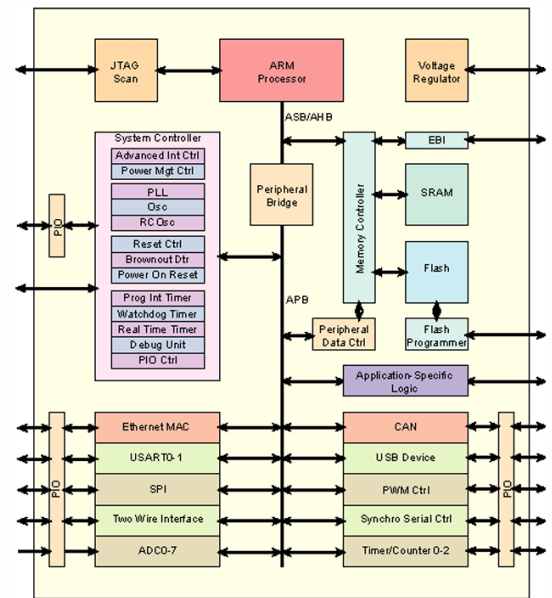 JTAG
Scan
ARM
Processor
Voltage
Regulator
ASB/AHB
System Controller
Advanced Int Ctrl
Power Mgt Ctrl
PLL
Osc
RC Osc
Reset Ctrl
Brownout Dtr
Power On Reset
Prog Int Timer
Watchdog Timer
Real Time Timer
Debug Unit
PIO Ctrl
PIO
Peripheral
Bridge
APB
Memory Controller
EBI
SRAM
Flash
Peripheral
Data Ctrl
Flash
Programmer
Application-Specific
Logic
PIO
Ethernet MAC
USART0-1
SPI
Two Wire Interface
ADC0-7
CAN
USB Device
PWM Ctrl
Synchro Serial Ctrl
Timer/Counter 0-2
PIO